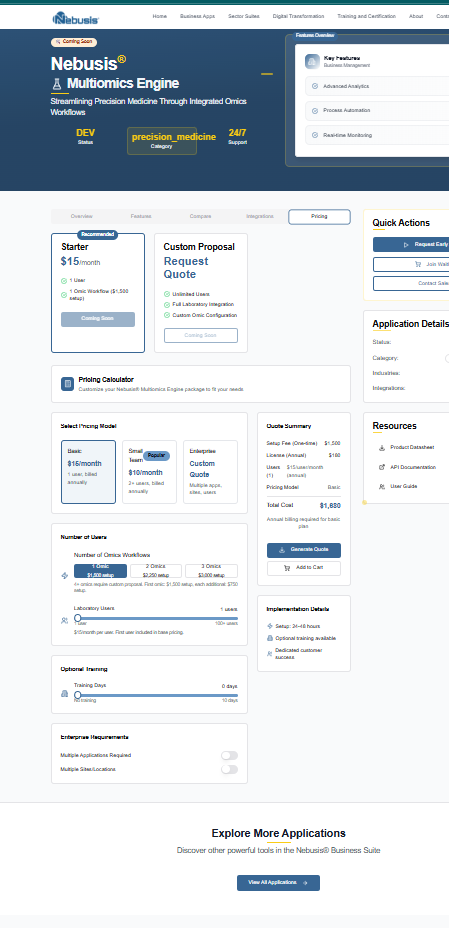 Nebusis
Home
Business Apps
Sector Suites
Digital Transformation
Training and Certification
About
Coming Soon
Nebusis®
Multiomics Engine
Streamlining Precision Medicine Through Integrated Omics
Workflows
DEV
Status
precision_medicine
Category
24/7
Support
Features Overview
Key Features
Business Management
Advanced Analytics
Process Automation
Real-time Monitoring
Overview
Features
Compare
Integrations
Pricing
Recommended
Starter
$15/month
1 User
1 Omic Workflow ($1,500
setup)
Coming Soon
Custom Proposal
Request
Quote
Unlimited Users
Full Laboratory Integration
Custom Omic Configuration
Coming Soon
Quick Actions
Request Early
Join Wait
Contact Sale
Application Details
Status:
Category:
Industries:
Integrations:
Resources
Product Datasheet
API Documentation
User Guide
Pricing Calculator
Customize your Nebusis® Multiomics Engine package to fit your needs
Select Pricing Model
Basic
$15/month
1 user, billed
annually
Small
Team
Popular
$10/month
2+ users, billed
annually
Enterprise
Custom
Quote
Multiple apps,
sites, users
Quote Summary
Setup Fee (One-time)
$1,500
License (Annual)
$180
Users
(1)
$15/user/month
(annual)
Pricing Model
Basic
Total Cost
$1,680
Annual billing required for basic
plan
Generate Quote
Add to Cart
Number of Users
Number of Omics Workflows
1 Omic
$1,500 setup
2 Omics
$2,250 setup
3 Omics
$3,000 setup
4+ omics require custom proposal. First omic: $1,500 setup, each additional: $750
setup.
Laboratory Users
1 users
1 user
100+ users
$15/month per user. First user included in base pricing.
Implementation Details
Setup: 24-48 hours
Optional training available
Dedicated customer
success
Optional Training
Training Days
0 days
No training
10 days
Enterprise Requirements
Multiple Applications Required
Multiple Sites/Locations
Explore More Applications
Discover other powerful tools in the Nebusis® Business Suite
View All Applications